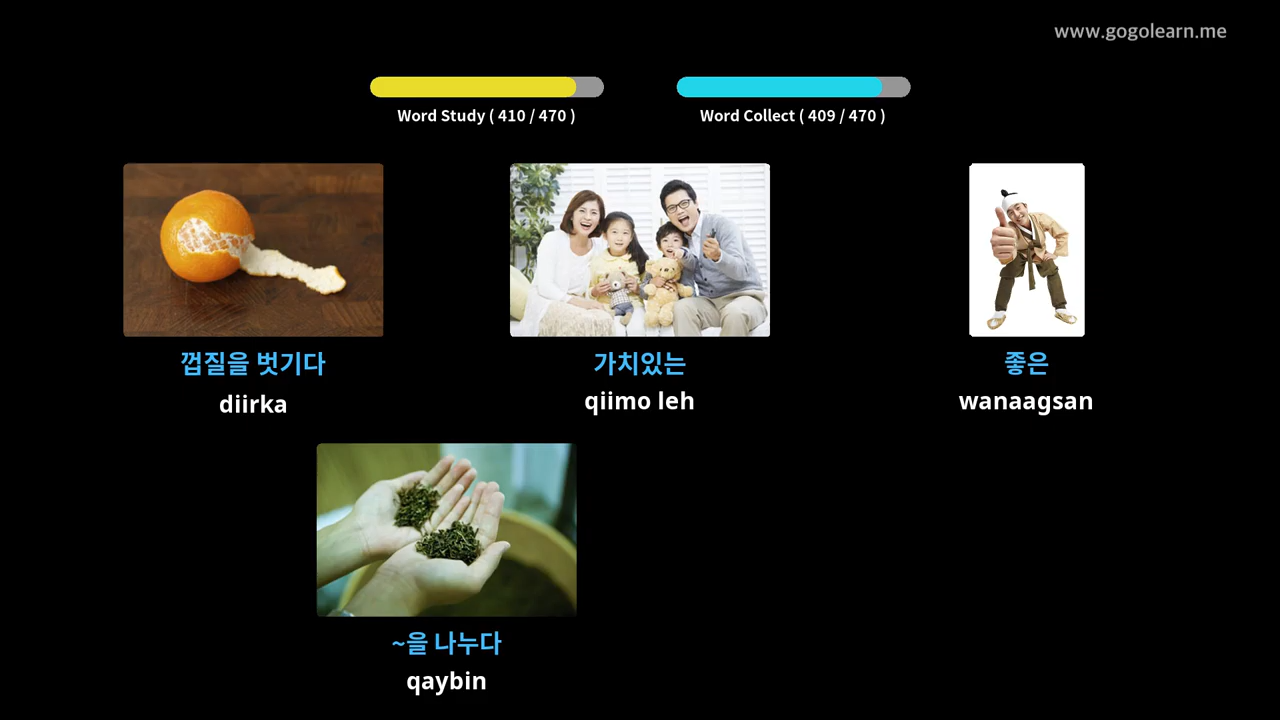 www.gogolearn.me
Word Study ( 410 / 470 )
Word Collect ( 409 / 470 )
껍질을 벗기다
diirka
가치있는
qiimo leh
좋은
wanaagsan
~을 나누다
qaybin